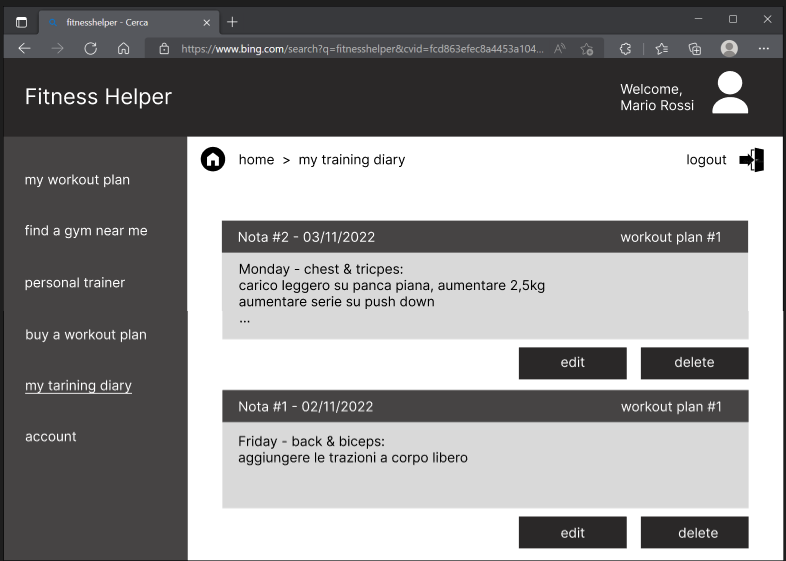 fitnesshelper - Cerca
https://www.bing.com/search?q=fitnesshelper&cvid=fcd863efec8a4453a104...
Fitness Helper
Welcome,
Mario Rossi
my workout plan
find a gym near me
personal trainer
buy a workout plan
my tarining diary
account
home > my training diary
logout
Nota #2 - 03/11/2022 workout plan #1
Monday - chest & tricpes:
carico leggero su panca piana, aumentare 2,5kg
aumentare serie su push down
...
edit delete
Nota #1 - 02/11/2022 workout plan #1
Friday - back & biceps:
aggiungere le trazioni a corpo libero
edit delete